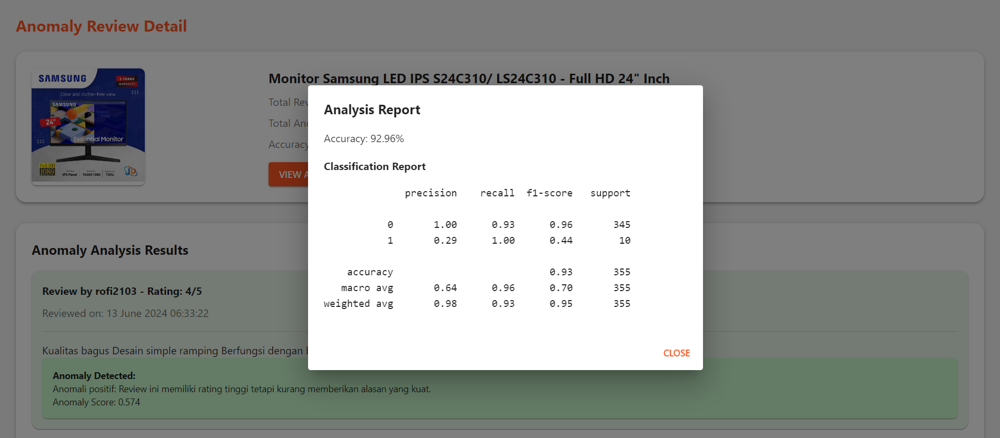 Anomaly Review Detail
SAMSUNG
3 YEARS
WARRANTY
Clear and clutter-free view
SAMSUNG
24"
Essential Monitor
Full HD
1080
IPS Panel
1920X1080
75Hz
Monitor Samsung LED IPS S24C310/ LS24C310 - Full HD 24" Inch
Total
Total
Accuracy
VIEW
Analysis Report
Accuracy: 92.96%
Classification Report
precision recall f1-score support
0 1.00 0.93 0.96 345
1 0.29 1.00 0.44 10
accuracy 0.93 355
macro avg 0.64 0.96 0.70 355
weighted avg 0.98 0.93 0.95 355
CLOSE
Anomaly Analysis Results
Review by rofi2103 - Rating: 4/5
Reviewed on: 13 June 2024 06:33:22
Kualitas bagus Desain simple ramping Berfungsi dengan
Anomaly Detected:
Anomali positif: Review ini memiliki rating tinggi tetapi kurang memberikan alasan yang kuat.
Anomaly Score: 0.574